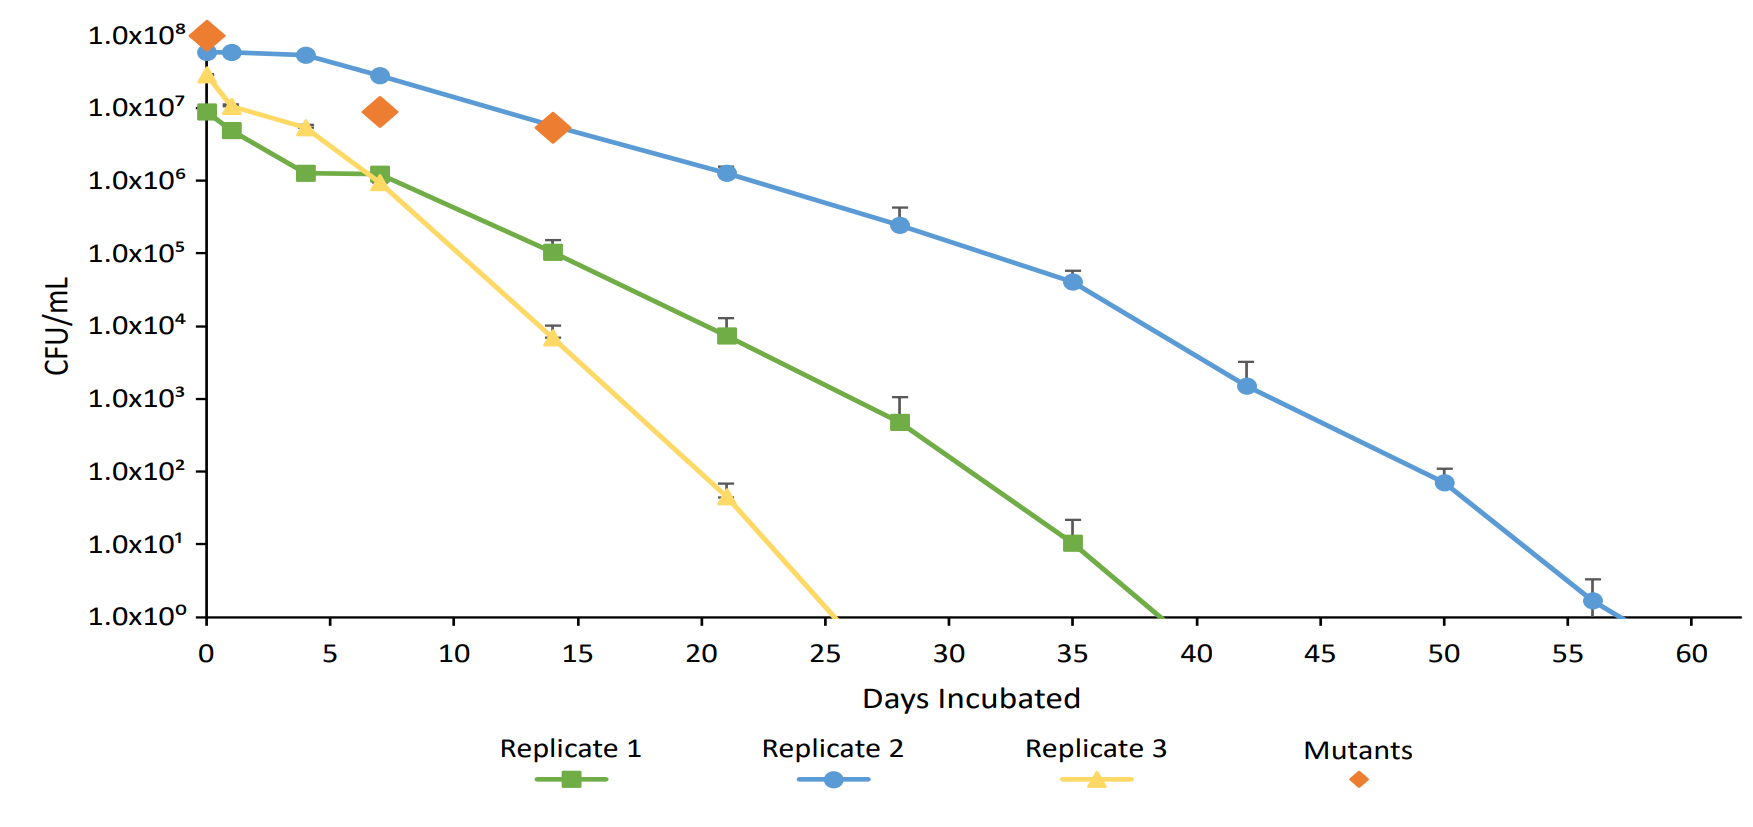 1.0x10⁸
1.0x10⁷
1.0x10⁶
1.0x10⁵
1.0x10⁴
1.0x10³
1.0x10²
1.0x10¹
1.0x10⁰
CFU/mL
0 5 10 15 20 25 30 35 40 45 50 55 60
Days Incubated
Replicate 1 Replicate 2 Replicate 3 Mutants